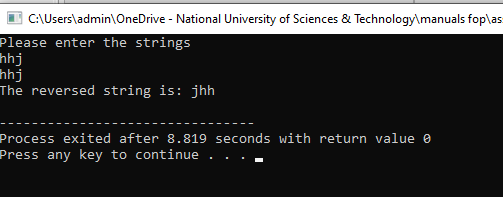 C:\Users\admin\OneDrive - National University of Sciences & Technology\manuals fop\as
Please enter the strings
hhj
hhj
The reversed string is: jhh
--------------------------------
Process exited after 8.819 seconds with return value 0
Press any key to continue . . .